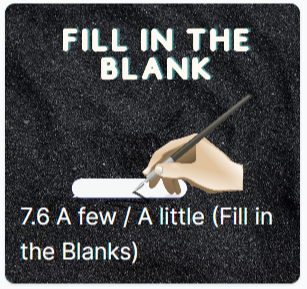 FILL IN THE
BLANK
7.6 A few / A little (Fill in
the Blanks)